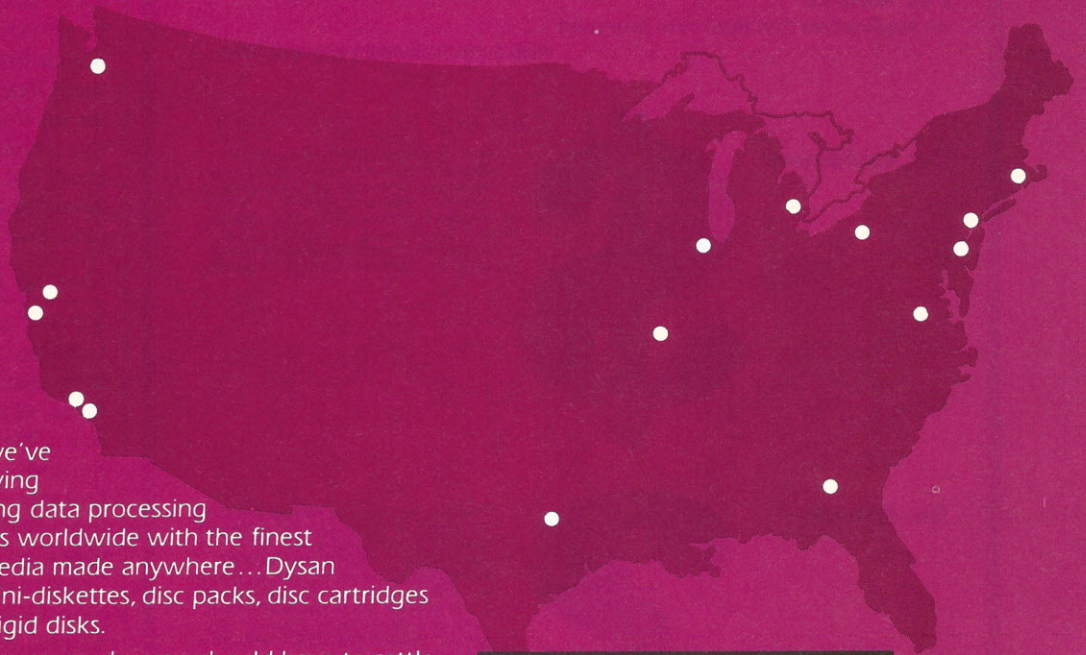 ve've
ving
ng data processing
s worldwide with the finest
edia made anywhere...Dysan
ni-diskettes, disc packs, disc cartridges
igid disks.